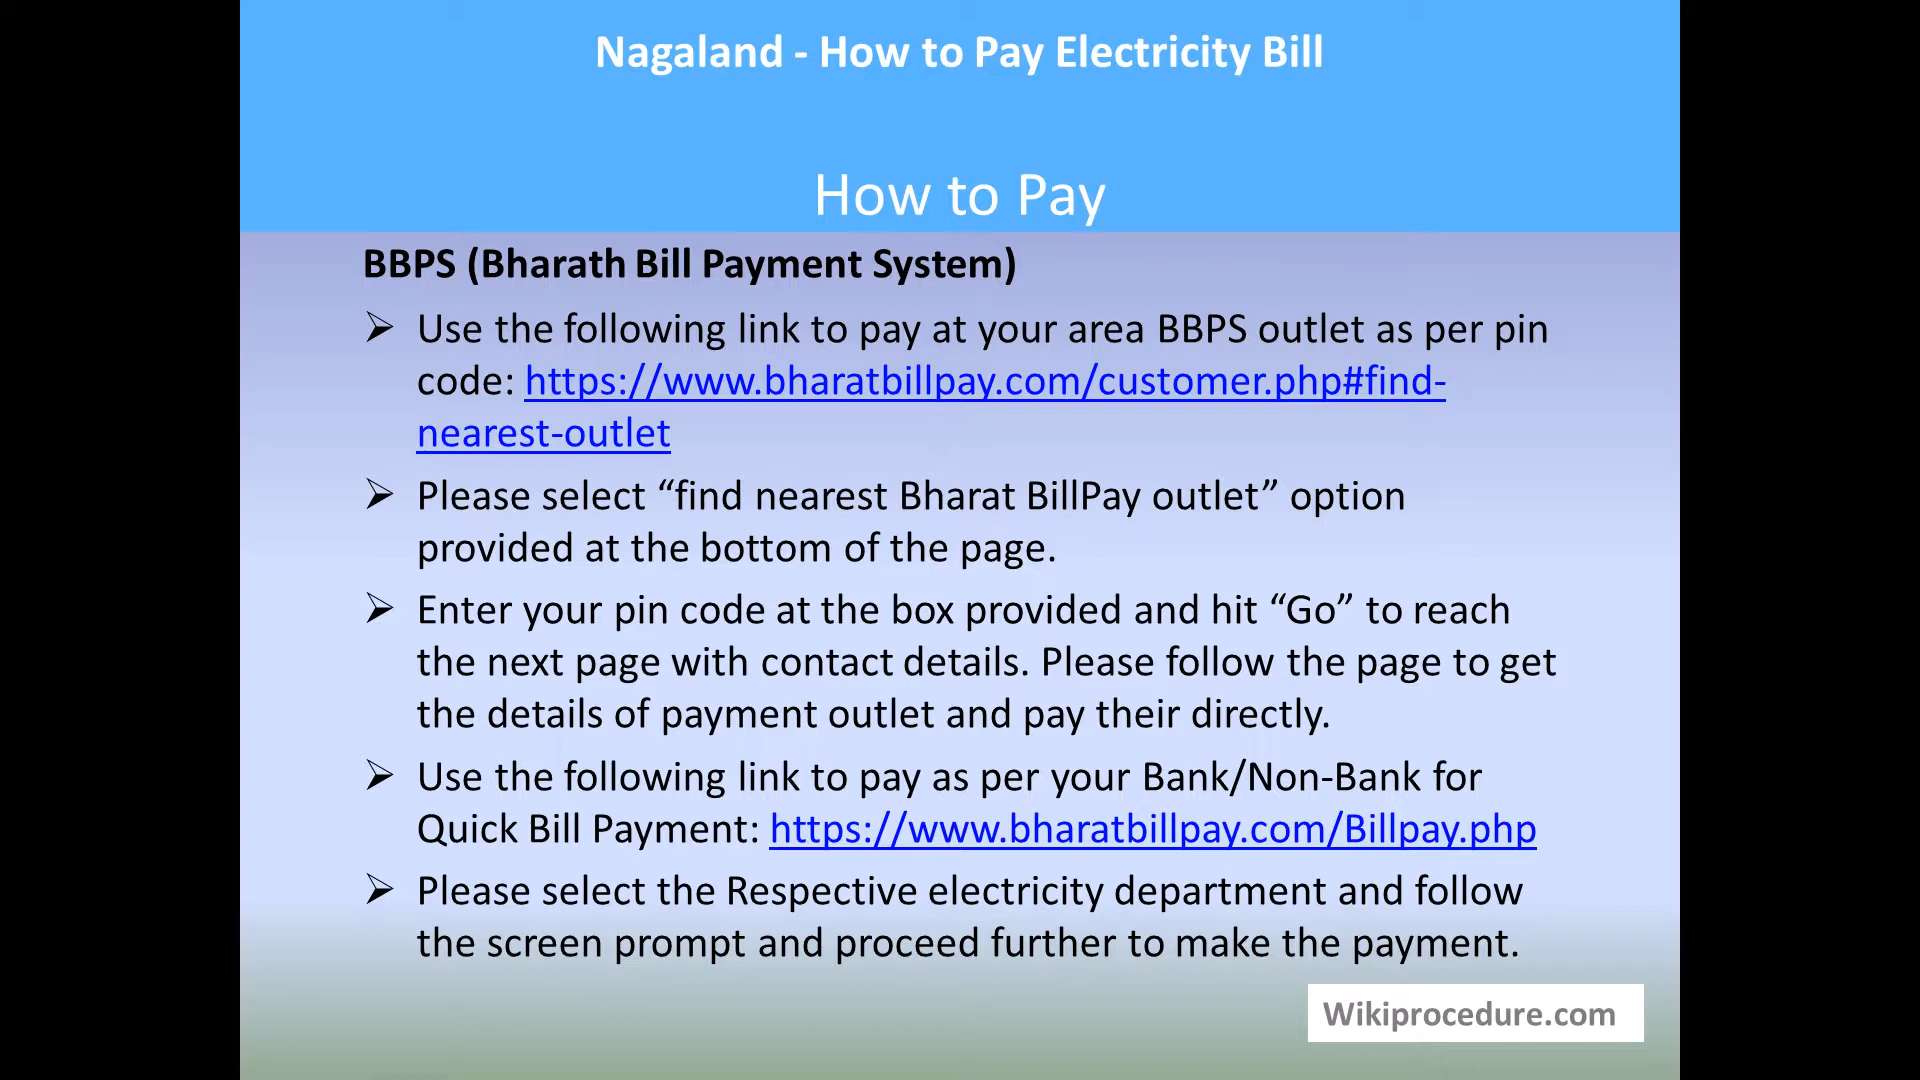 Nagaland - How to Pay Electricity Bill
How to Pay
BBPS (Bharath Bill Payment System)
➢ Use the following link to pay at your area BBPS outlet as per pin
code: https://www.bharatbillpay.com/customer.php#find-
nearest-outlet
➢ Please select “find nearest Bharat BillPay outlet” option
provided at the bottom of the page.
➢ Enter your pin code at the box provided and hit “Go” to reach
the next page with contact details. Please follow the page to get
the details of payment outlet and pay their directly.
➢ Use the following link to pay as per your Bank/Non-Bank for
Quick Bill Payment: https://www.bharatbillpay.com/Billpay.php
➢ Please select the Respective electricity department and follow
the screen prompt and proceed further to make the payment.
Wikiprocedure.com